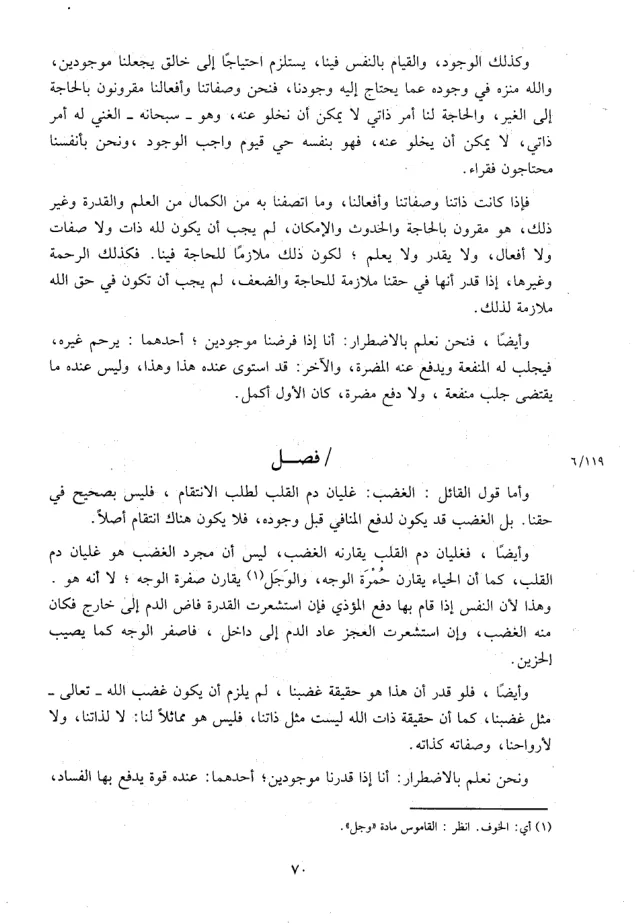 وكذلك الوجود، والقيام بالنفس فينا، يستلزم احتياجًا إلى خالق يجعلنا موجودين،
والله منزه في وجوده عما يحتاج إليه وجودنا، فنحن وصفاتنا وأفعالنا مقرونون بالحاجة
إلى الغير، والحاجة لنا أمر ذاتي لا يمكن أن نخلو عنه، وهو ـ سبحانه ـ الغني له أمر
ذاتي، لا يمكن أن يخلو عنه، فهو بنفسه حي قيوم واجب الوجود ،ونحن بأنفسنا
محتاجون فقراء.
فإذا كانت ذاتنا وصفاتنا وأفعالنا، وما اتصفنا به من الكمال من العلم والقدرة وغير
ذلك، هو مقرون بالحاجة والحدوث والإمكان، لم يجب أن يكون لله ذات ولا صفات
ولا أفعال، ولا يقدر ولا يعلم ؛ لكون ذلك ملازمًا للحاجة فينا. فكذلك الرحمة
وغيرها، إذا قدر أنها في حقنا ملازمة للحاجة والضعف، لم يجب أن تكون في حق الله
ملازمة لذلك.
وأيضًا ، فنحن نعلم بالاضطرار: أنا إذا فرضنا موجودين ؛ أحدهما : يرحم غيره،
فيجلب له المنفعة ويدفع عنه المضرة، والآخر: قد استوى عنده هذا وهذا، وليس عنده ما
يقتضى جلب منفعة ، ولا دفع مضرة، كان الأول أكمل.
/ فصــل
٦/١١٩
وأما قول القائل : الغضب: غليان دم القلب لطلب الانتقام ، فليس بصحيح في
حقنا. بل الغضب قد يكون لدفع المنافي قبل وجوده، فلا يكون هناك انتقام أصلاً.
وأيضًا ، فغليان دم القلب يقارنه الغضب، ليس أن مجرد الغضب هو غليان دم
القلب، كما أن الحياء يقارن حُمْرَة الوجه، والوَجَل(١) يقارن صفرة الوجه ؛ لا أنه هو .
وهذا لأن النفس إذا قام بها دفع المؤذي فإن استشعرت القدرة فاض الدم إلى خارج فكان
منه الغضب، وإن استشعرت العجز عاد الدم إلى داخل ، فاصفر الوجه كما يصيب
الحزين.
وأيضًا ، فلو قدر أن هذا هو حقيقة غضبنا ، لم يلزم أن يكون غضب الله ـ تعالى ـ
مثل غضبنا، كما أن حقيقة ذات الله ليست مثل ذاتنا، فليس هو مماثلاً لنا: لا لذاتنا، ولا
لأرواحنا، وصفاته كذاته.
ونحن نعلم بالاضطرار: أنا إذا قدرنا موجودين؛ أحدهما: عنده قوة يدفع بها الفساد،
(١) أي: الخوف. انظر : القاموس مادة «وجل».
٧٠